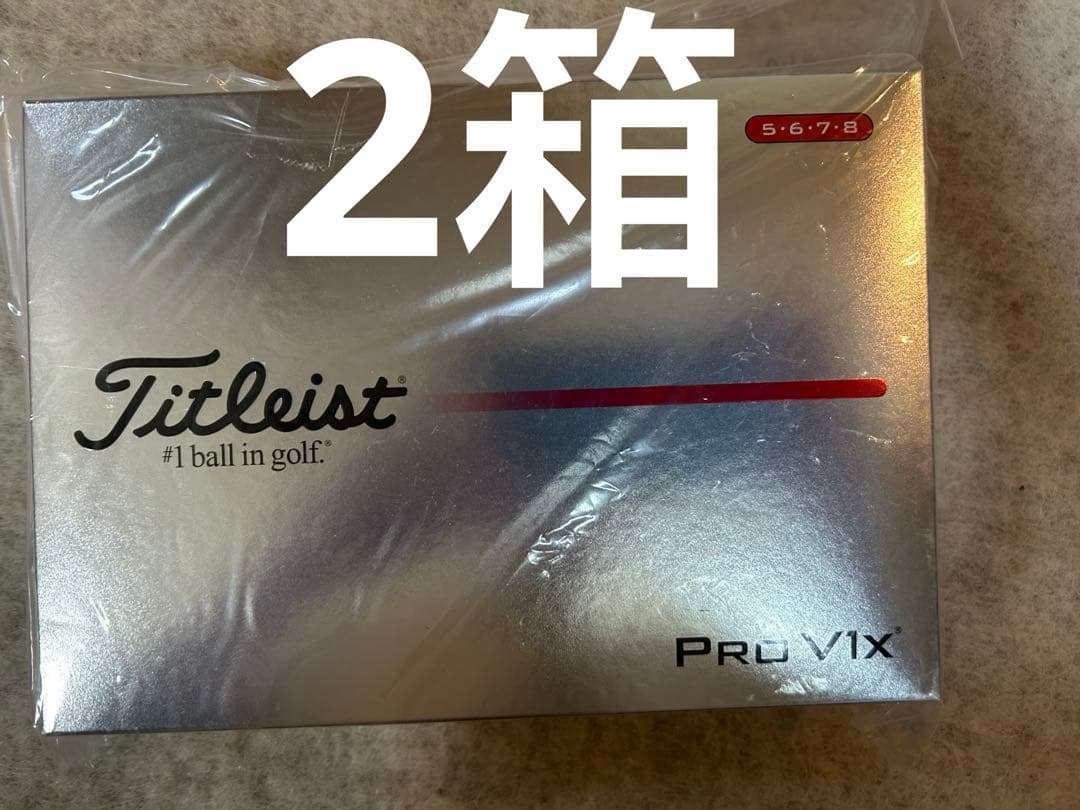 2箱
5·6·7·8
Titleist®
#1 ball in golf.®
PRO V1X®